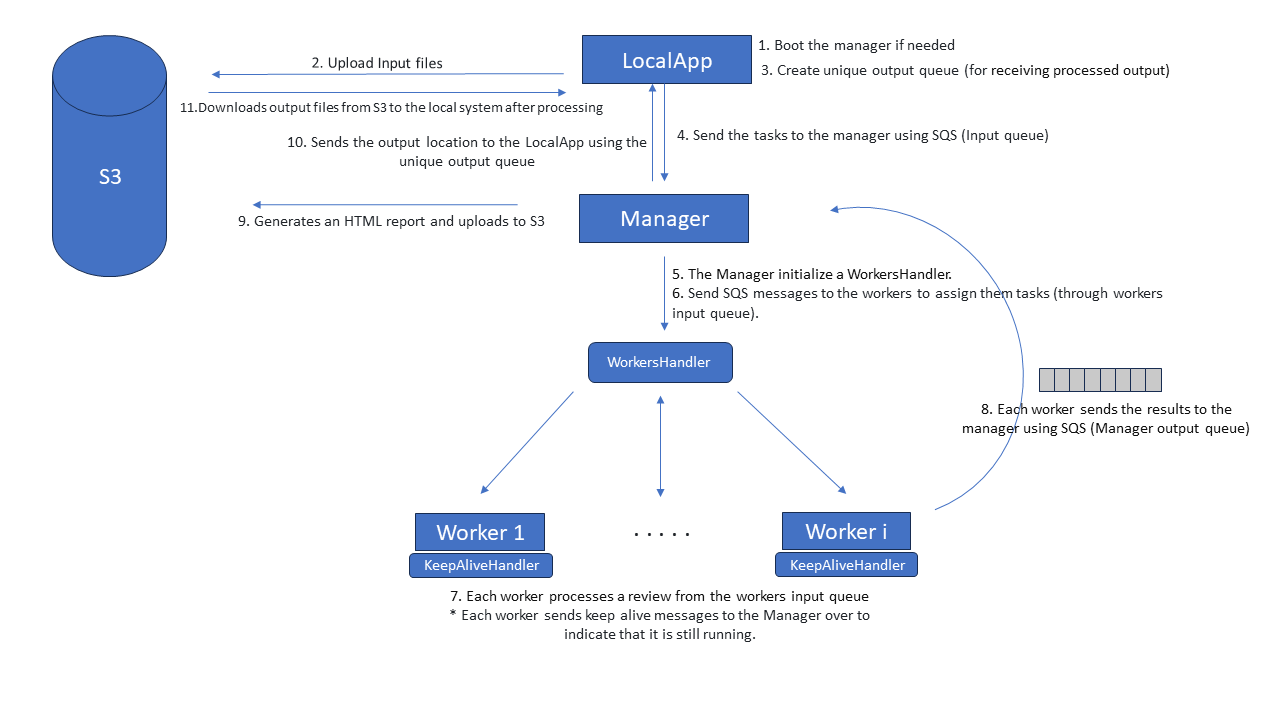 LocalApp
1. Boot the manager if needed
3. Create unique output queue (for receiving processed output)
2. Upload Input files
11.Downloads output files from S3 to the local system after processing
10. Sends the output location to the LocalApp using the
unique output queue
4. Send the tasks to the manager using SQS (Input queue)
S3
Manager
9. Generates an HTML report and uploads to S3
5. The Manager initialize a WorkersHandler.
6. Send SQS messages to the workers to assign them tasks (through workers
input queue).
WorkersHandler
8. Each worker sends the results to the
manager using SQS (Manager output queue)
Worker 1
. . . . .
Worker i
KeepAliveHandler
KeepAliveHandler
7. Each worker processes a review from the workers input queue
* Each worker sends keep alive messages to the Manager over to
indicate that it is still running.